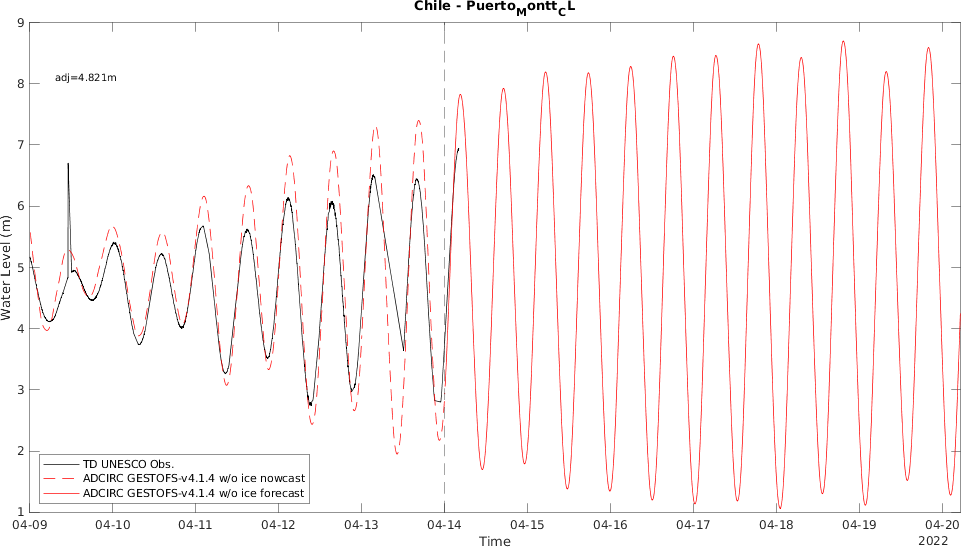 Chile - PuertoMonttCL
9
8
7
6
5
4
3
2
1
Water Level (m)
adj=4.821m
TD UNESCO Obs.
ADCIRC GESTOFS-v4.1.4 w/o ice nowcast
ADCIRC GESTOFS-v4.1.4 w/o ice forecast
04-09 04-10 04-11 04-12 04-13 04-14 04-15 04-16 04-17 04-18 04-19 04-20
Time
2022